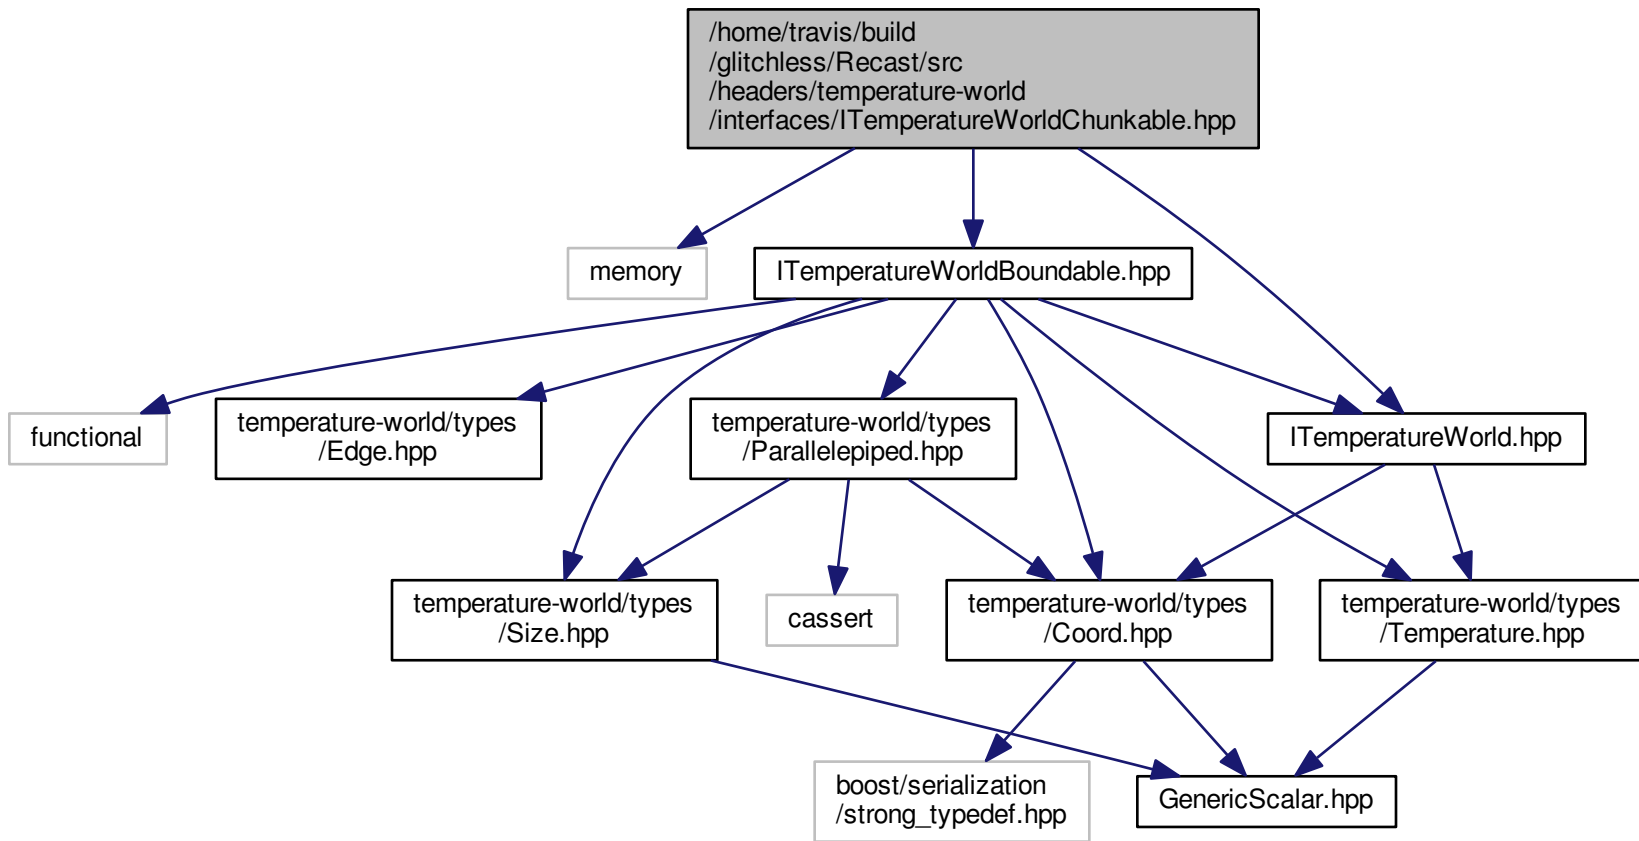 /home/travis/build
/glitchless/Recast/src
/headers/temperature-world
/interfaces/ITemperatureWorldChunkable.hpp
memory
ITemperatureWorldBoundable.hpp
functional
temperature-world/types
/Edge.hpp
temperature-world/types
/Parallelepiped.hpp
ITemperatureWorld.hpp
temperature-world/types
/Size.hpp
cassert
temperature-world/types
/Coord.hpp
temperature-world/types
/Temperature.hpp
boost/serialization
/strong_typedef.hpp
GenericScalar.hpp